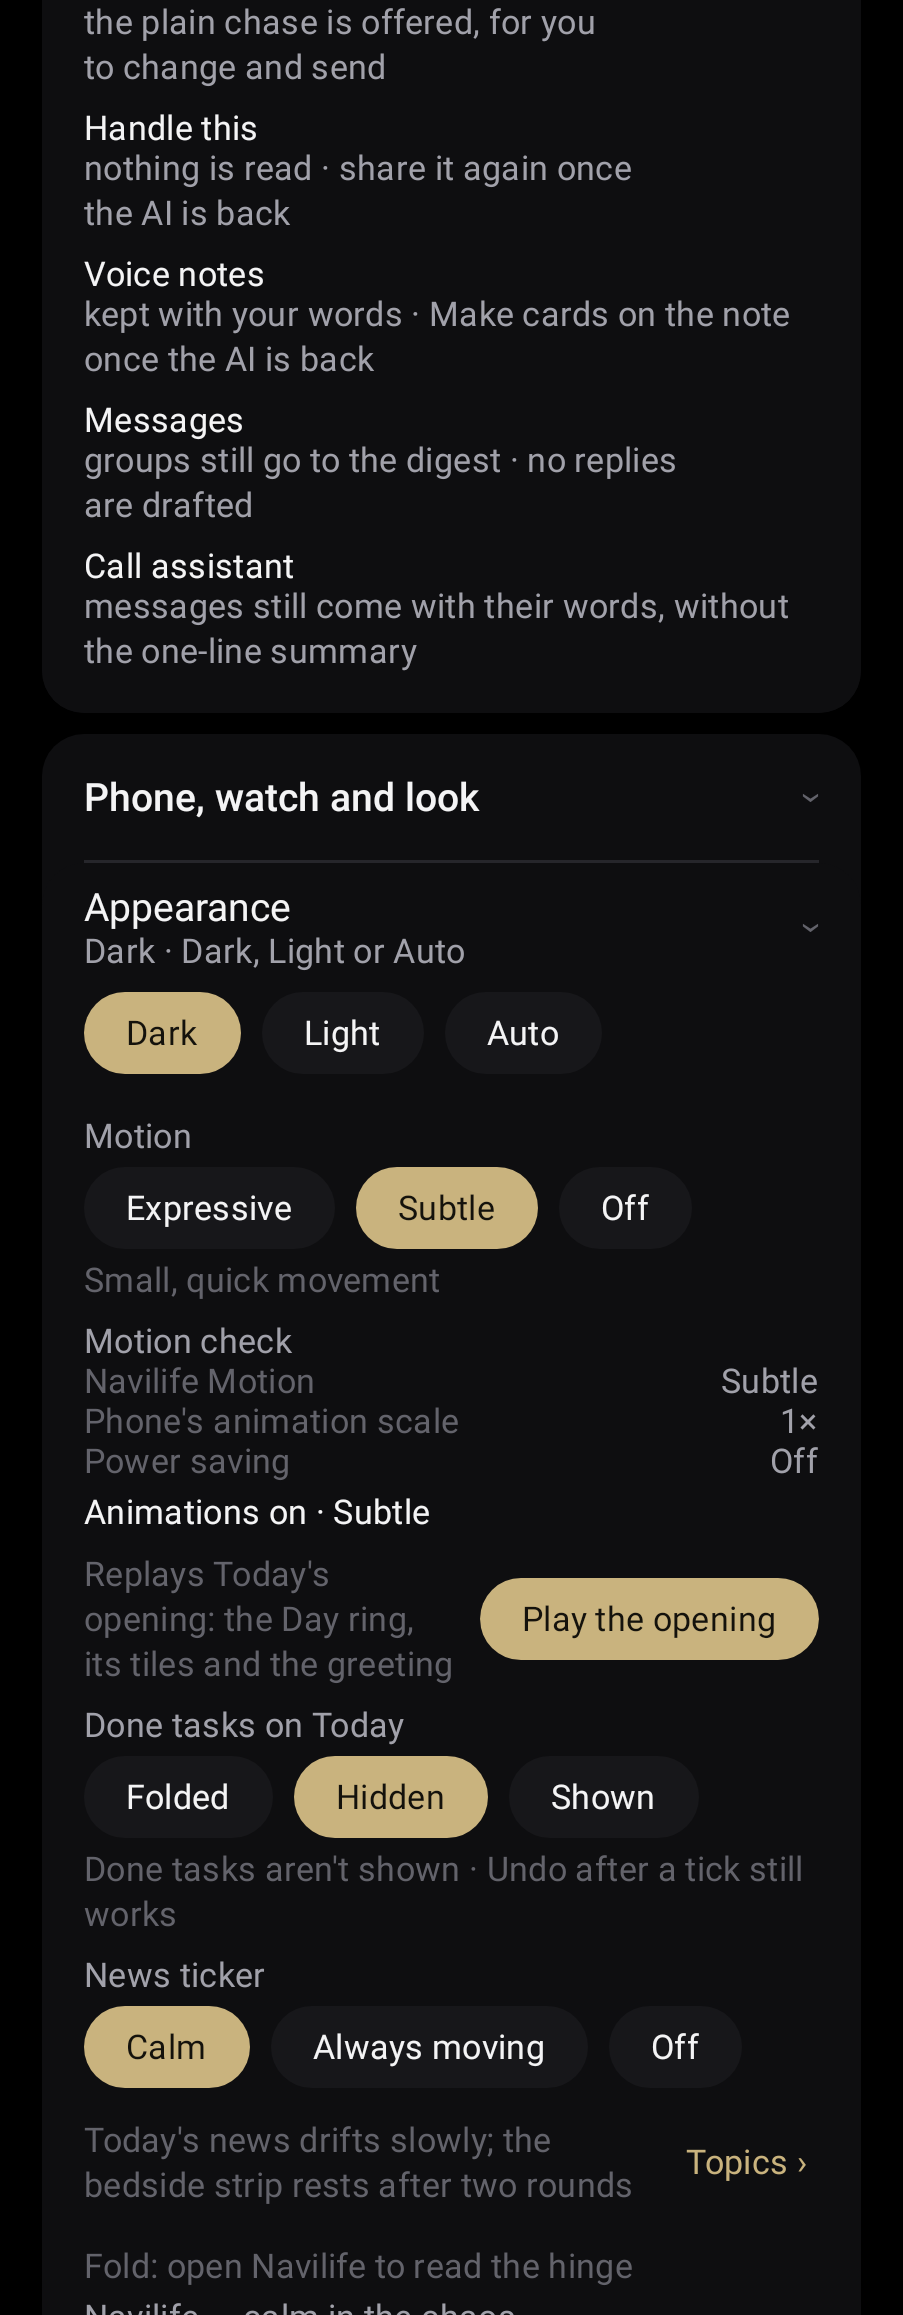 the plain chase is offered, for you
to change and send
Handle this
nothing is read · share it again once
the AI is back
Voice notes
kept with your words · Make cards on the note
once the AI is back
Messages
groups still go to the digest · no replies
are drafted
Call assistant
messages still come with their words, without
the one-line summary
Phone, watch and look
Appearance
Dark · Dark, Light or Auto
Dark Light Auto
Motion
Expressive Subtle Off
Small, quick movement
Motion check
Navilife Motion Subtle
Phone's animation scale 1×
Power saving Off
Animations on · Subtle
Replays Today's
opening: the Day ring,
its tiles and the greeting
Play the opening
Done tasks on Today
Folded Hidden Shown
Done tasks aren't shown · Undo after a tick still
works
News ticker
Calm Always moving Off
Today's news drifts slowly; the
bedside strip rests after two rounds
Topics ›
Fold: open Navilife to read the hinge